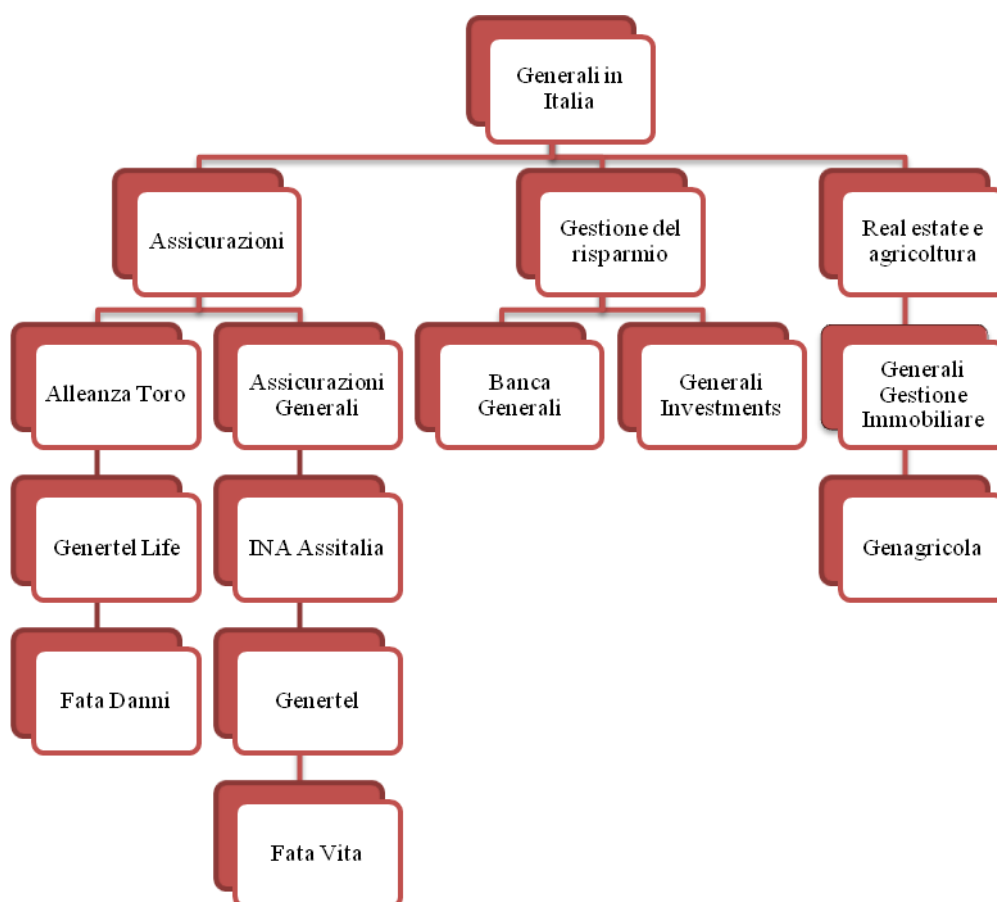 Generali in
Italia
Assicurazioni
Gestione del
risparmio
Real estate e
agricoltura
Alleanza Toro
Assicurazioni
Generali
Banca
Generali
Generali
Investments
Generali
Gestione
Immobiliare
Genertel Life
INA Assitalia
Genagricola
Fata Danni
Genertel
Fata Vita